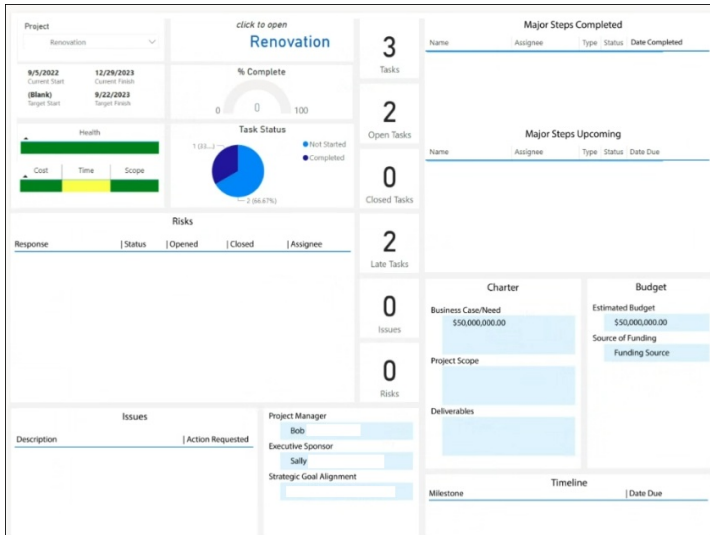 Project
Renovation
9/5/2022 12/29/2023
Current Start Current Finish
(Blank) 9/22/2023
Target Start Target Finish
Health
Cost Time Scope
click to open
Renovation
% Complete
0 0 100
Task Status
1 (33...)
Not Started
Completed
2 (66.67%)
3
Tasks
2
Open Tasks
0
Closed Tasks
2
Late Tasks
0
Issues
0
Risks
Major Steps Completed
Name Assignee Type Status Date Completed
Major Steps Upcoming
Name Assignee Type Status Date Due
Risks
Response |Status |Opened |Closed |Assignee
Charter
Business Case/Need
$50,000,000.00
Project Scope
Deliverables
Budget
Estimated Budget
$50,000,000.00
Source of Funding
Funding Source
Issues
Description |Action Requested
Project Manager
Bob
Executive Sponsor
Sally
Strategic Goal Alignment
Timeline
Milestone |Date Due